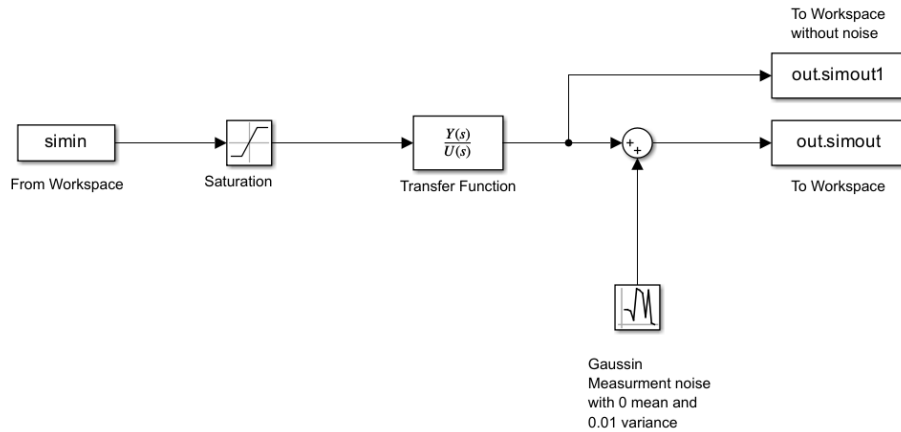 To Workspace
without noise
out.simout1
simin
From Workspace
Saturation
Y(s)
U(s)
Transfer Function
+
+
out.simout
To Workspace
Gaussin
Measurment noise
with 0 mean and
0.01 variance